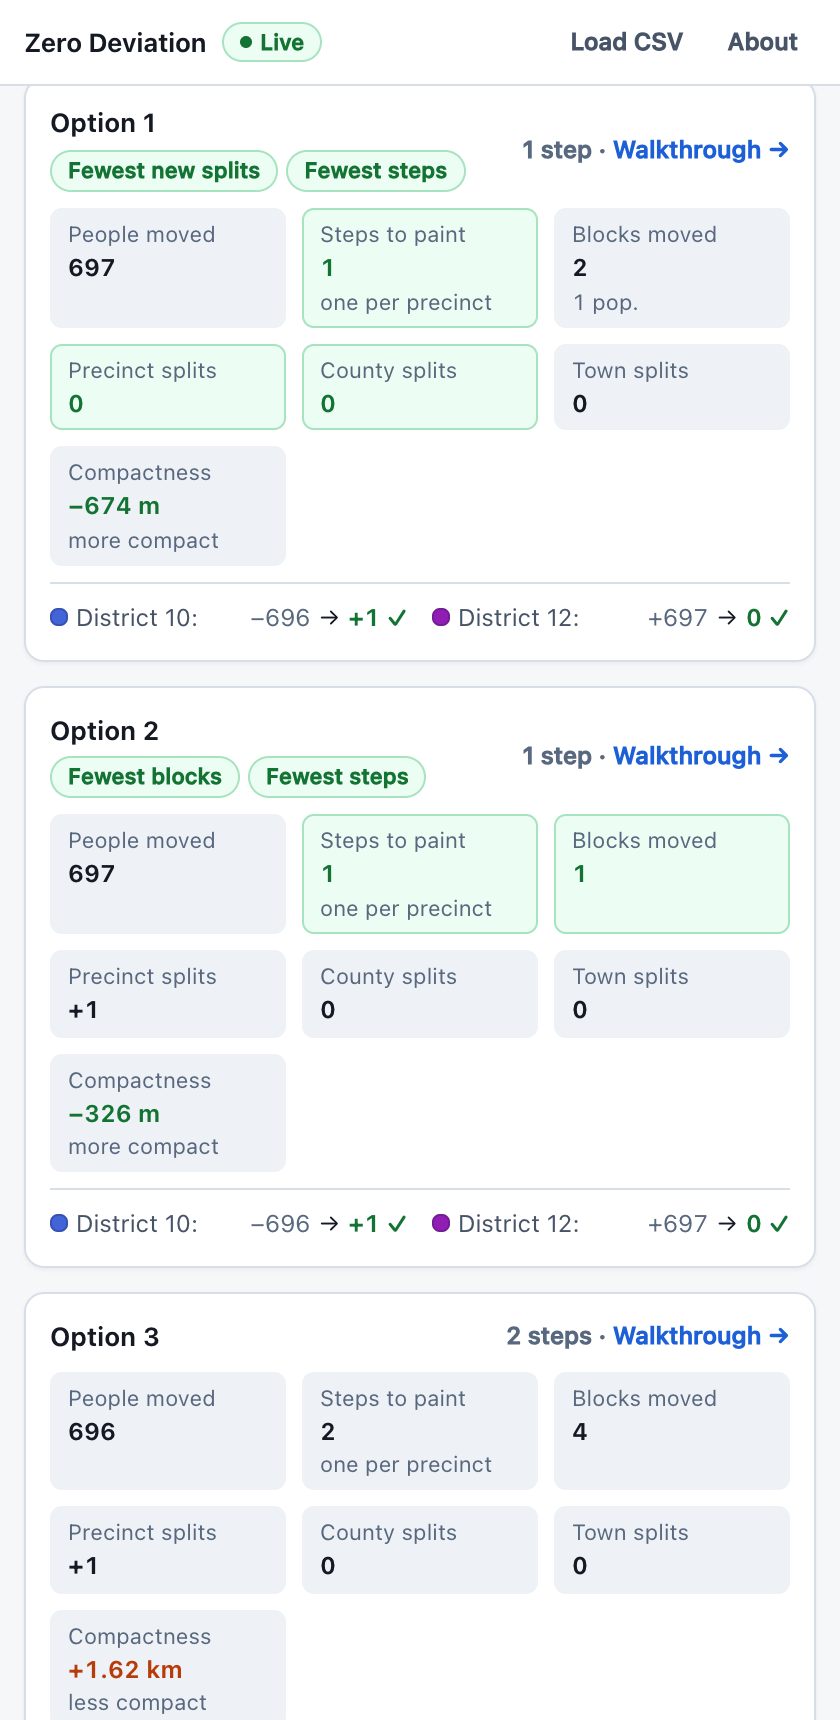 Zero Deviation
Live
Load CSV
About
Option 1
Fewest new splits
Fewest steps
1 step · Walkthrough →
People moved
697
Steps to paint
1
one per precinct
Blocks moved
2
1 pop.
Precinct splits
0
County splits
0
Town splits
0
Compactness
−674 m
more compact
District 10: −696 → +1 ✓
District 12: +697 → 0 ✓
Option 2
Fewest blocks
Fewest steps
1 step · Walkthrough →
People moved
697
Steps to paint
1
one per precinct
Blocks moved
1
Precinct splits
+1
County splits
0
Town splits
0
Compactness
−326 m
more compact
District 10: −696 → +1 ✓
District 12: +697 → 0 ✓
Option 3
2 steps · Walkthrough →
People moved
696
Steps to paint
2
one per precinct
Blocks moved
4
Precinct splits
+1
County splits
0
Town splits
0
Compactness
+1.62 km
less compact